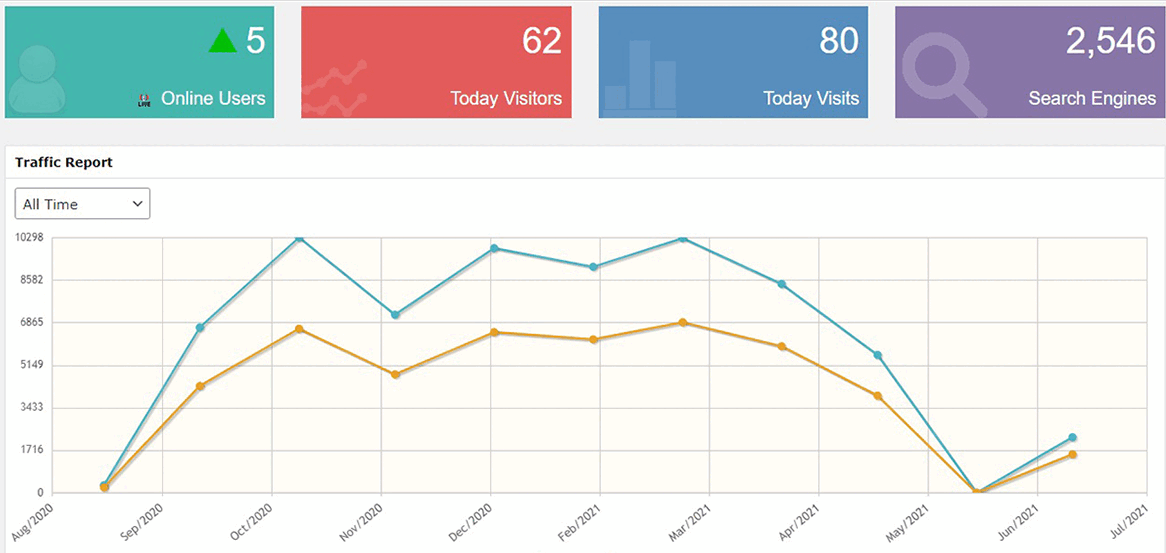 5
LIVE Online Users
62
Today Visitors
80
Today Visits
2,546
Search Engines
Traffic Report
All Time
10298
8582
6865
5149
3433
1716
0
Aug/2020
Sep/2020
Oct/2020
Nov/2020
Dec/2020
Feb/2021
Mar/2021
Apr/2021
May/2021
Jun/2021
Jul/2021